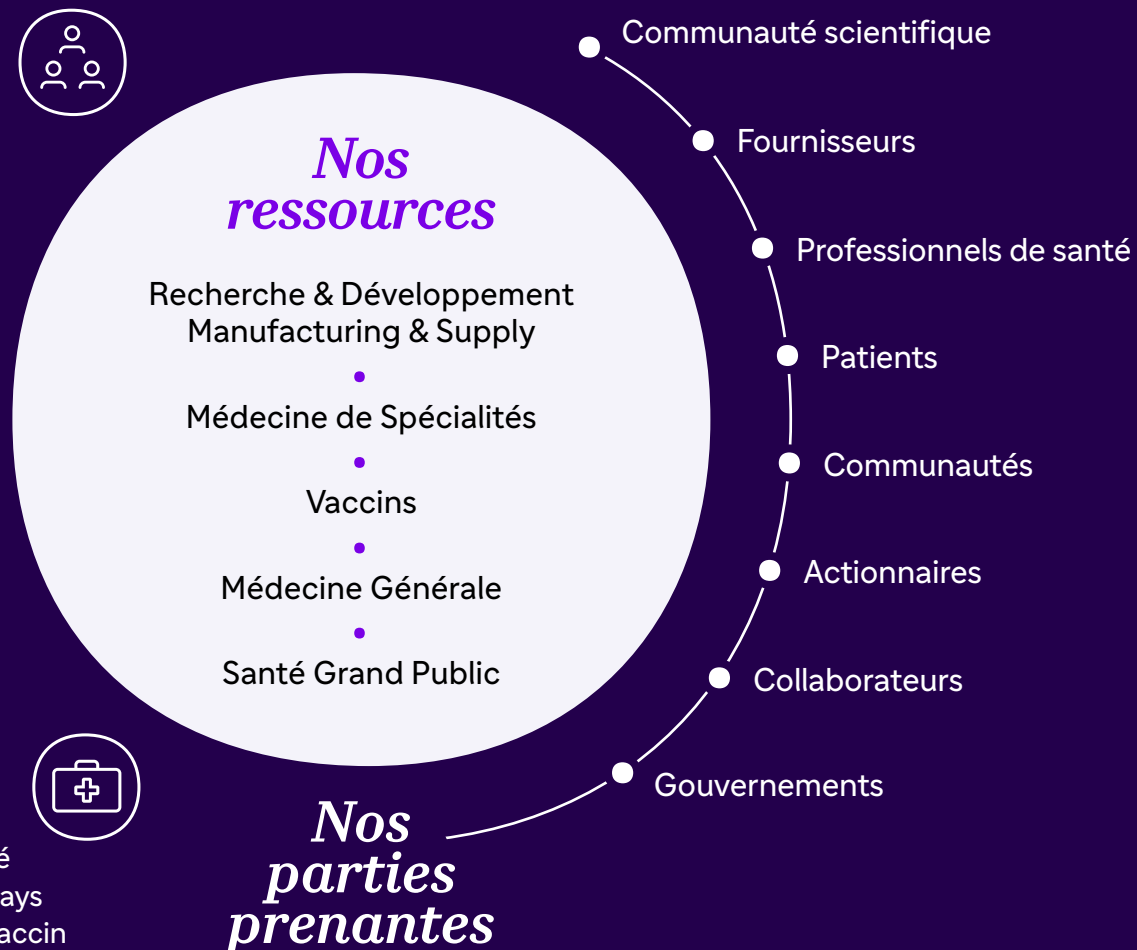 Nos
ressources
Recherche & Développement
Manufacturing & Supply
Médecine de Spécialités
Vaccins
Médecine Générale
Santé Grand Public
Communauté scientifique
Fournisseurs
Professionnels de santé
Patients
Communautés
Actionnaires
Collaborateurs
Gouvernements
Nos
parties
prenantes